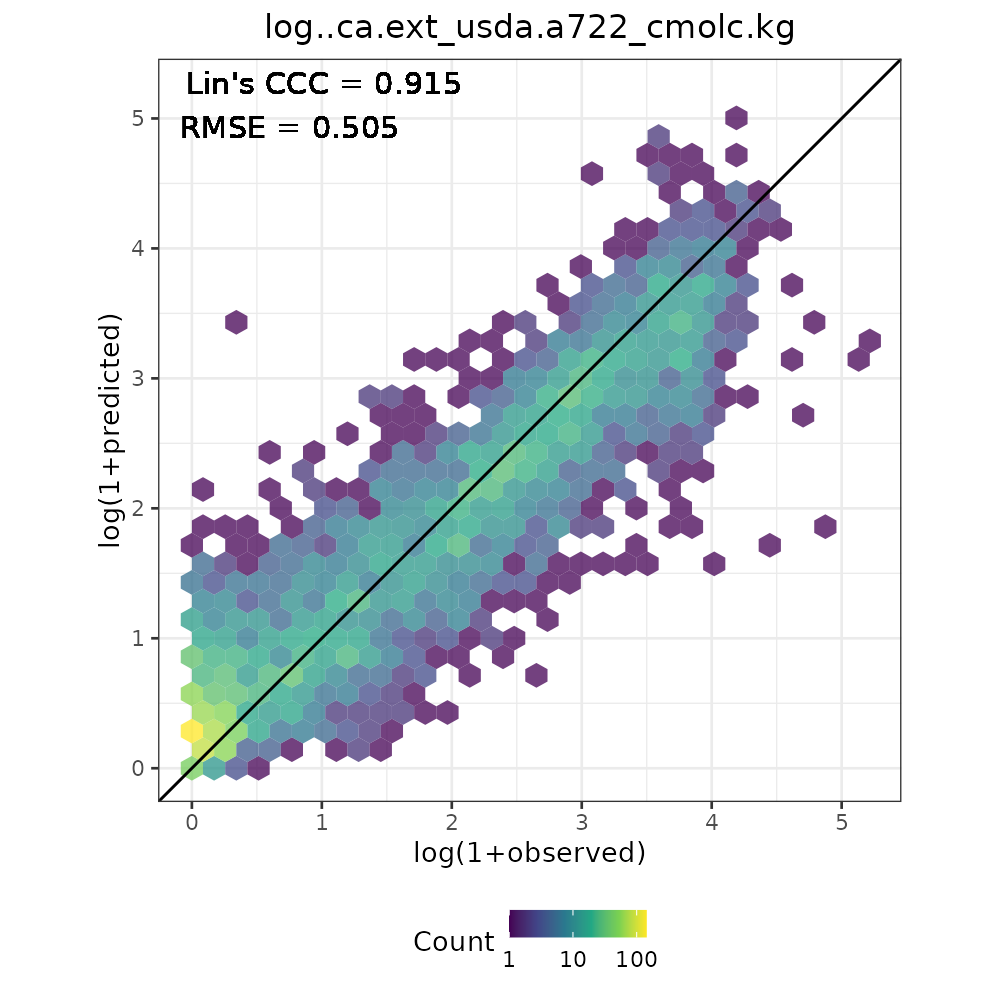 log..ca.ext_usda.a722_cmolc.kg
Lin's CCC = 0.915
RMSE = 0.505
log(1+predicted)
5
4
3
2
1
0
0 1 2 3 4 5
log(1+observed)
Count
1 10 100